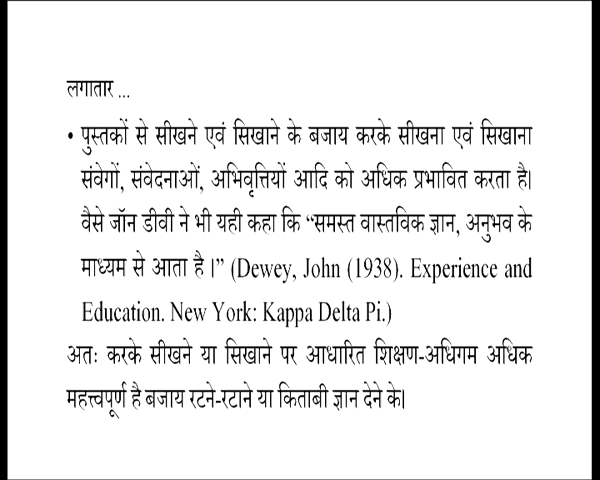 लगातार ...
• पुस्तकों से सीखने एवं सिखाने के बजाय करके सीखना एवं सिखाना
संवेगों, संवेदनाओं, अभिवृत्तियों आदि को अधिक प्रभावित करता है।
वैसे जॉन डीवी ने भी यही कहा कि “समस्त वास्तविक ज्ञान, अनुभव के
माध्यम से आता है ।” (Dewey, John (1938). Experience and
Education. New York: Kappa Delta Pi.)
अतः करके सीखने या सिखाने पर आधारित शिक्षण-अधिगम अधिक
महत्त्वपूर्ण है बजाय रटने-रटाने या किताबी ज्ञान देने के।